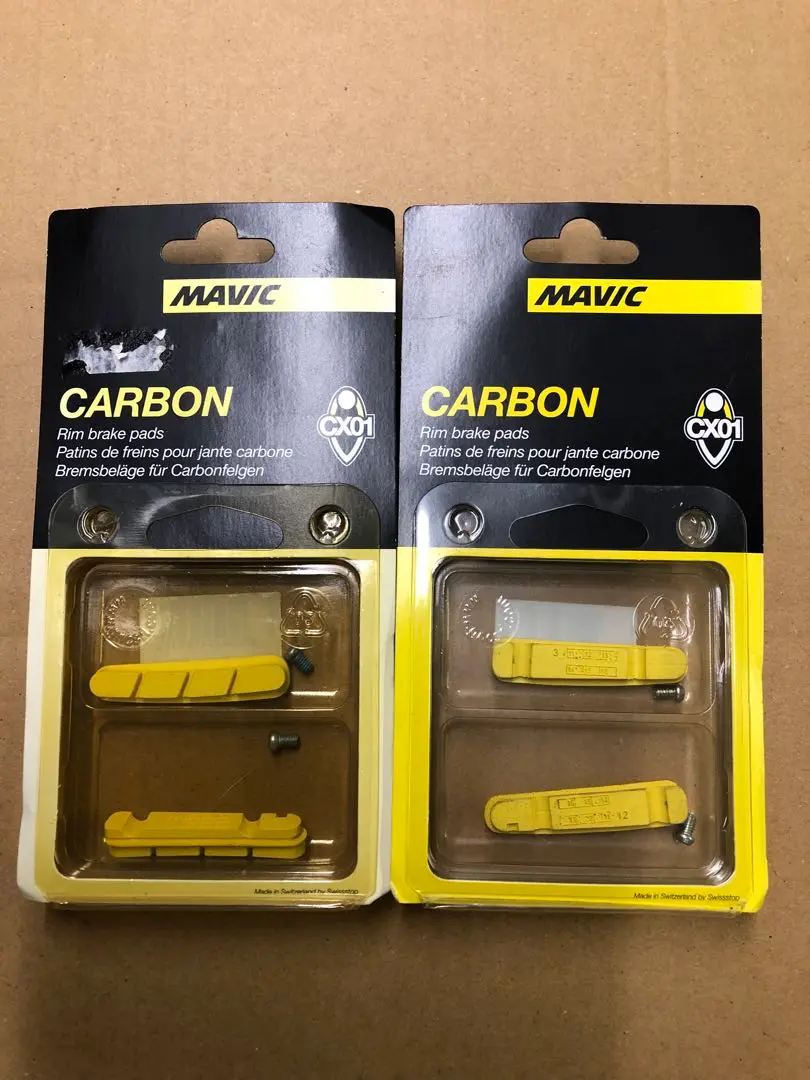 MAVIC
CARBON
CX01
Rim brake pads
Patins de freins pour jante carbone
Bremsbeläge für Carbonfelgen
Made in Switzerland by Swissstop
MAVIC
CARBON
CX01
Rim brake pads
Patins de freins pour jante carbone
Bremsbeläge für Carbonfelgen
Made in Switzerland by Swissstop